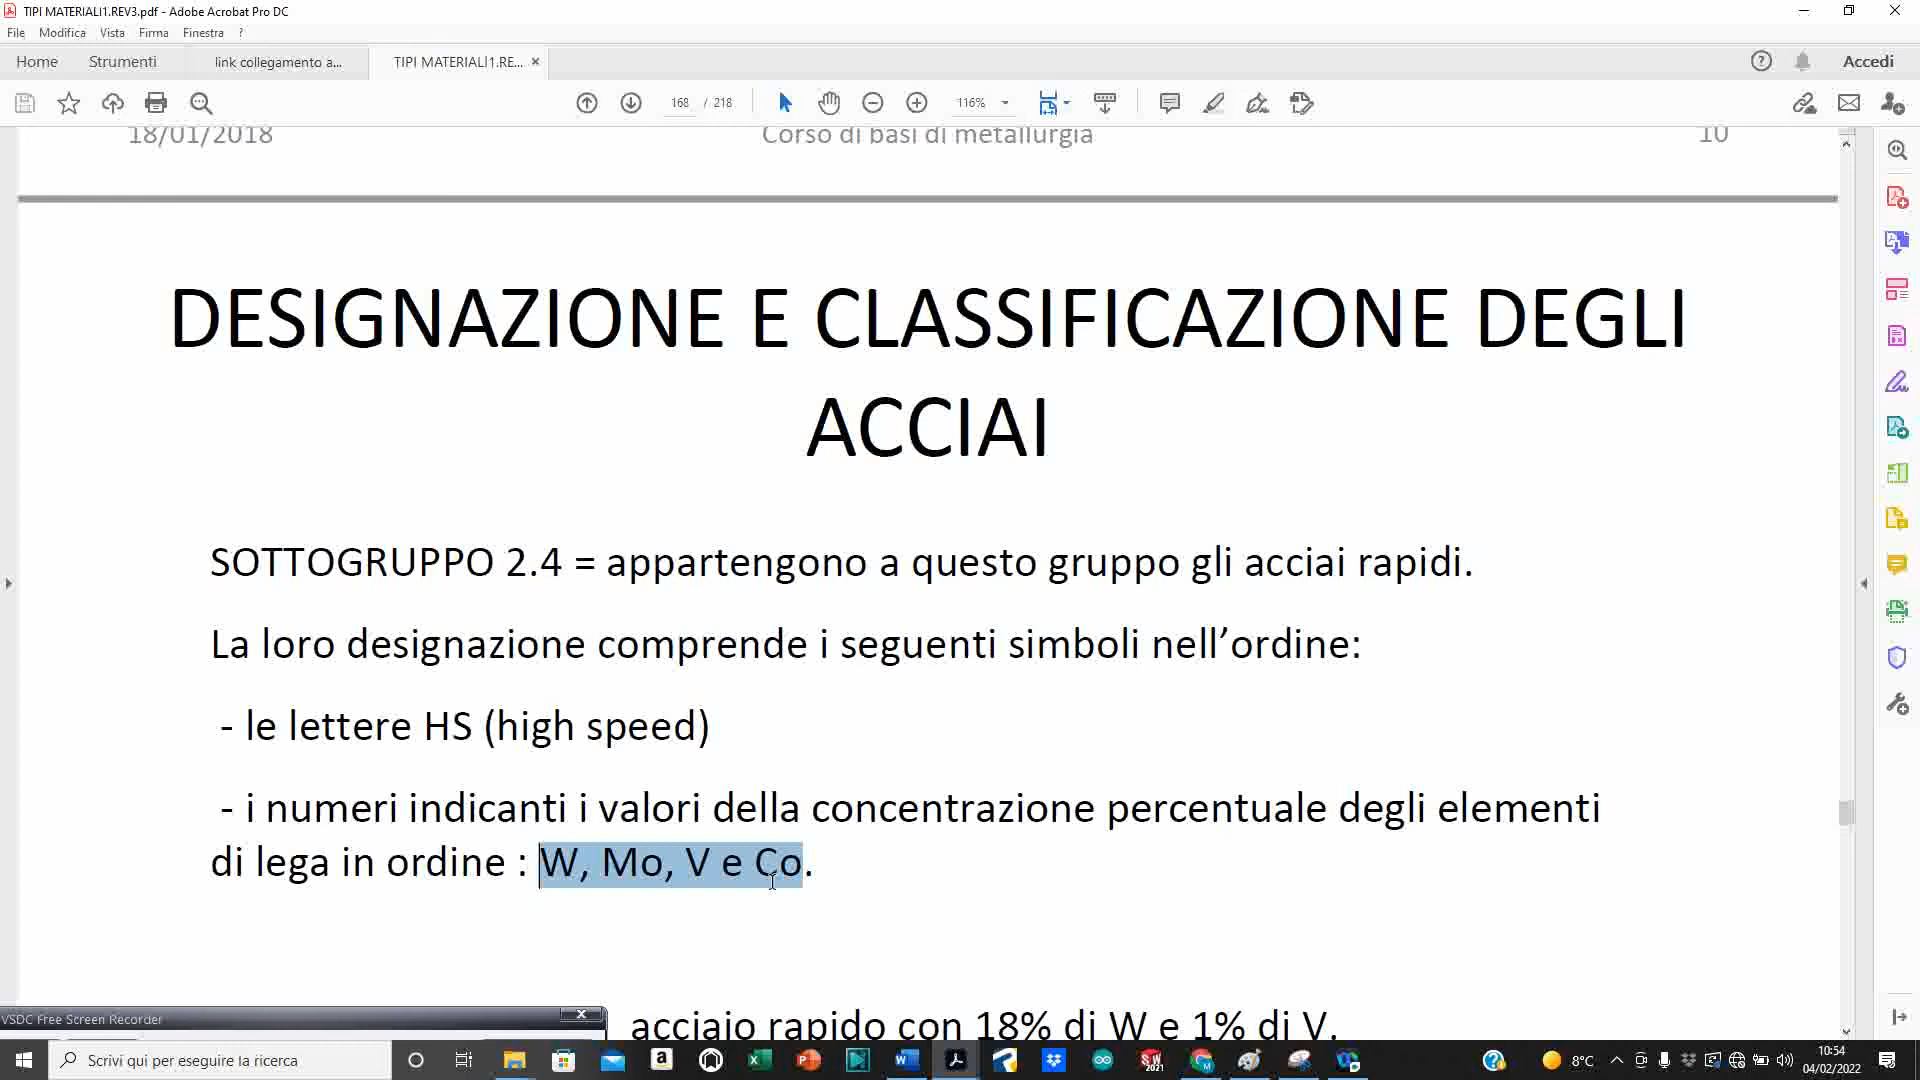 TIPI MATERIALI1.REV3.pdf - Adobe Acrobat Pro DC
File Modifica Vista Firma Finestra ?
Home Strumenti link collegamento a... TIPI MATERIALI1.RE... × Accedi
168 / 218 116%
18/01/2018 Corso di basi di metallurgia 10
DESIGNAZIONE E CLASSIFICAZIONE DEGLI
ACCIAI
SOTTOGRUPPO 2.4 = appartengono a questo gruppo gli acciai rapidi.
La loro designazione comprende i seguenti simboli nell’ordine:
- le lettere HS (high speed)
- i numeri indicanti i valori della concentrazione percentuale degli elementi
di lega in ordine : W, Mo, V e Co.
VSDC Free Screen Recorder
acciaio rapido con 18% di W e 1% di V.
Scrivi qui per eseguire la ricerca
8°C
10:54
04/02/2022